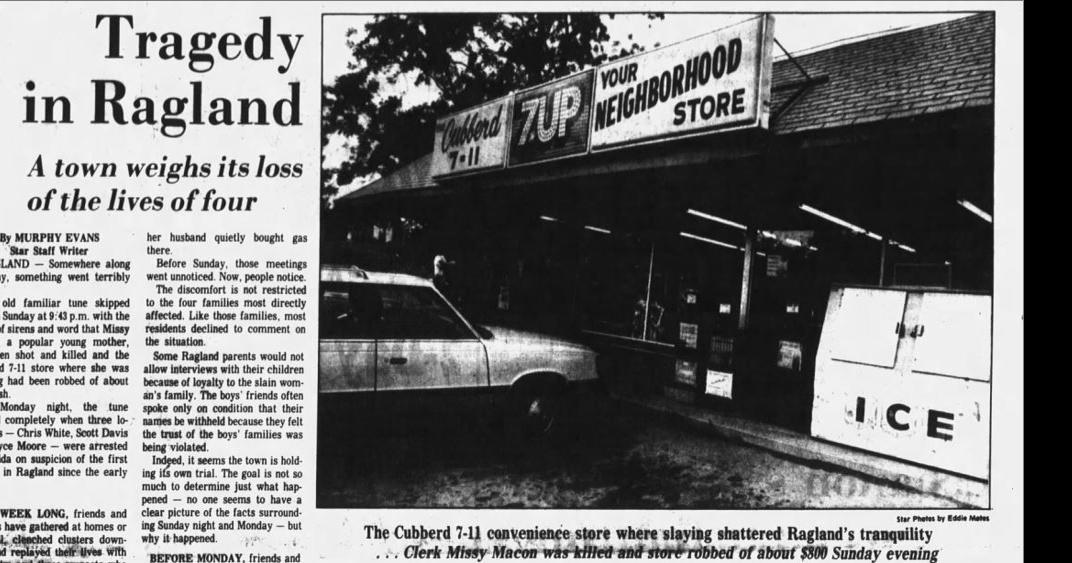 Tragedy
in Ragland
A town weighs its loss
of the lives of four
By MURPHY EVANS
Star Staff Writer
LAND — Somewhere along
y, something went terribly
old familiar tune skipped
Sunday at 9:43 p.m. with the
f sirens and word that Missy
a popular young mother,
en shot and killed and the
d 7-11 store where she was
g had been robbed of about
sh.
Monday night, the tune
completely when three lo-
s — Chris White, Scott Davis
yce Moore — were arrested
ida on suspicion of the first
in Ragland since the early
WEEK LONG, friends and
have gathered at homes or
clenched clusters down-
d replayed their lives with
her husband quietly bought gas
there.
Before Sunday, those meetings
went unnoticed. Now, people notice.
The discomfort is not restricted
to the four families most directly
affected. Like those families, most
residents declined to comment on
the situation.
Some Ragland parents would not
allow interviews with their children
because of loyalty to the slain wom-
an's family. The boys' friends often
spoke only on condition that their
names be withheld because they felt
the trust of the boys' families was
being violated.
Indeed, it seems the town is hold-
ing its own trial. The goal is not so
much to determine just what hap-
pened — no one seems to have a
clear picture of the facts surround-
ing Sunday night and Monday — but
why it happened.
BEFORE MONDAY, friends and
Cubberd
7-11
7UP
YOUR
NEIGHBORHOOD
STORE
ICE
Star Photos by Eddie Motes
The Cubberd 7-11 convenience store where slaying shattered Ragland's tranquility
. . . Clerk Missy Macon was killed and store robbed of about $800 Sunday evening